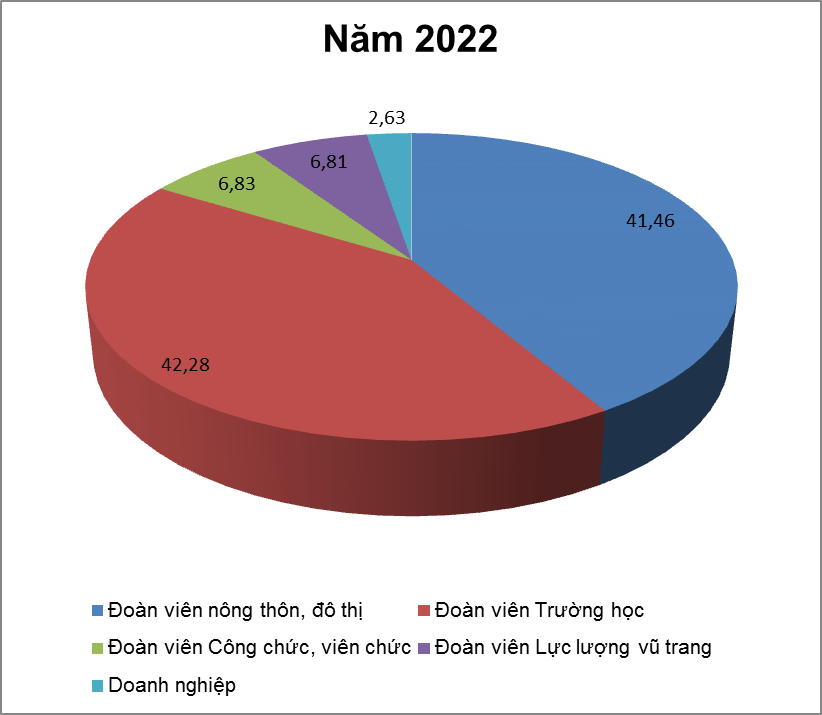 Năm 2022
2,63
6,81
6,83
41,46
42,28
Đoàn viên nông thôn, đô thị
Đoàn viên Trường học
Đoàn viên Công chức, viên chức
Đoàn viên Lực lượng vũ trang
Doanh nghiệp